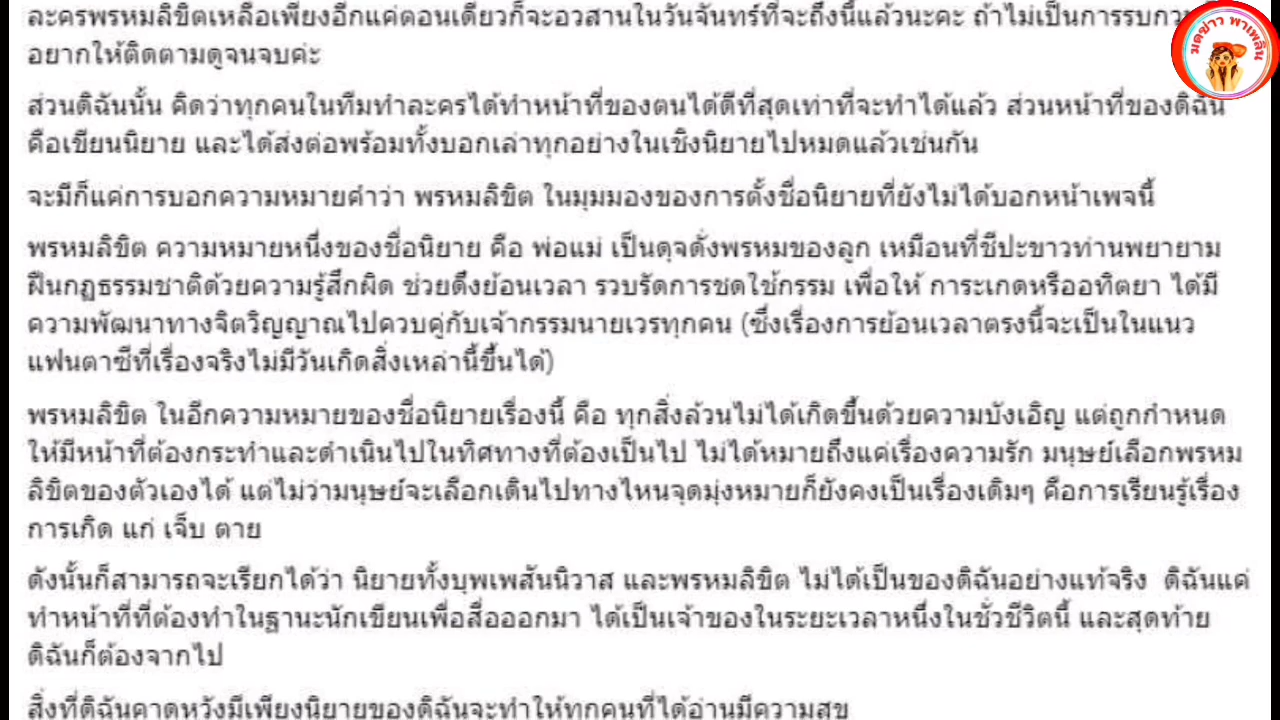 ละครพรหมลิขิตเหลือเพียงอีกแค่ตอนเดียวก็จะอวสานในวันจันทร์ที่จะถึงนี้แล้วนะคะ ถ้าไม่เป็นการรบกวน
อยากให้ติดตามดูจนจบค่ะ
ส่วนดิฉันนั้น คิดว่าทุกคนในทีมทำละครได้ทำหน้าที่ของตนได้ดีที่สุดเท่าที่จะทำได้แล้ว ส่วนหน้าที่ของดิฉัน
คือเขียนนิยาย และได้ส่งต่อพร้อมทั้งบอกเล่าทุกอย่างในเชิงนิยายไปหมดแล้วเช่นกัน
จะมีก็แค่การบอกความหมายคำว่า พรหมลิขิต ในมุมมองของการตั้งชื่อนิยายที่ยังไม่ได้บอกหน้าเพจนี้
พรหมลิขิต ความหมายหนึ่งของชื่อนิยาย คือ พ่อแม่ เป็นดุจดั่งพรหมของลูก เหมือนที่ชีปะขาวท่านพยายาม
ฝืนกฏธรรมชาติด้วยความรู้สึกผิด ช่วยดึงย้อนเวลา รวบรัดการชดใช้กรรม เพื่อให้ การะเกดหรืออทิตยา ได้มี
ความพัฒนาทางจิตวิญญาณไปควบคู่กับเจ้ากรรมนายเวรทุกคน (ซึ่งเรื่องการย้อนเวลาตรงนี้จะเป็นในแนว
แฟนตาซีที่เรื่องจริงไม่มีวันเกิดสิ่งเหล่านี้ขึ้นได้)
พรหมลิขิต ในอีกความหมายของชื่อนิยายเรื่องนี้ คือ ทุกสิ่งล้วนไม่ได้เกิดขึ้นด้วยความบังเอิญ แต่ถูกกำหนด
ให้มีหน้าที่ต้องกระทำและดำเนินไปในทิศทางที่ต้องเป็นไป ไม่ได้หมายถึงแค่เรื่องความรัก มนุษย์เลือกพรหม
ลิขิตของตัวเองได้ แต่ไม่ว่ามนุษย์จะเลือกเดินไปทางไหนจุดมุ่งหมายก็ยังคงเป็นเรื่องเดิมๆ คือการเรียนรู้เรื่อง
การเกิด แก่ เจ็บ ตาย
ดังนั้นก็สามารถจะเรียกได้ว่า นิยายทั้งบุพเพสันนิวาส และพรหมลิขิต ไม่ได้เป็นของดิฉันอย่างแท้จริง ดิฉันแค่
ทำหน้าที่ที่ต้องทำในฐานะนักเขียนเพื่อสื่อออกมา ได้เป็นเจ้าของในระยะเวลาหนึ่งในชั่วชีวิตนี้ และสุดท้าย
ดิฉันก็ต้องจากไป
สิ่งที่ดิฉันคาดหวังมีเพียงนิยายของดิฉันจะทำให้ทุกคนที่ได้อ่านมีความสุข
มดข่าว พาเพลิน